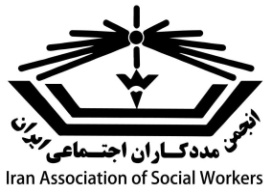 انجمن مددکاران اجتماعی ایران
Iran Association of Social Workers